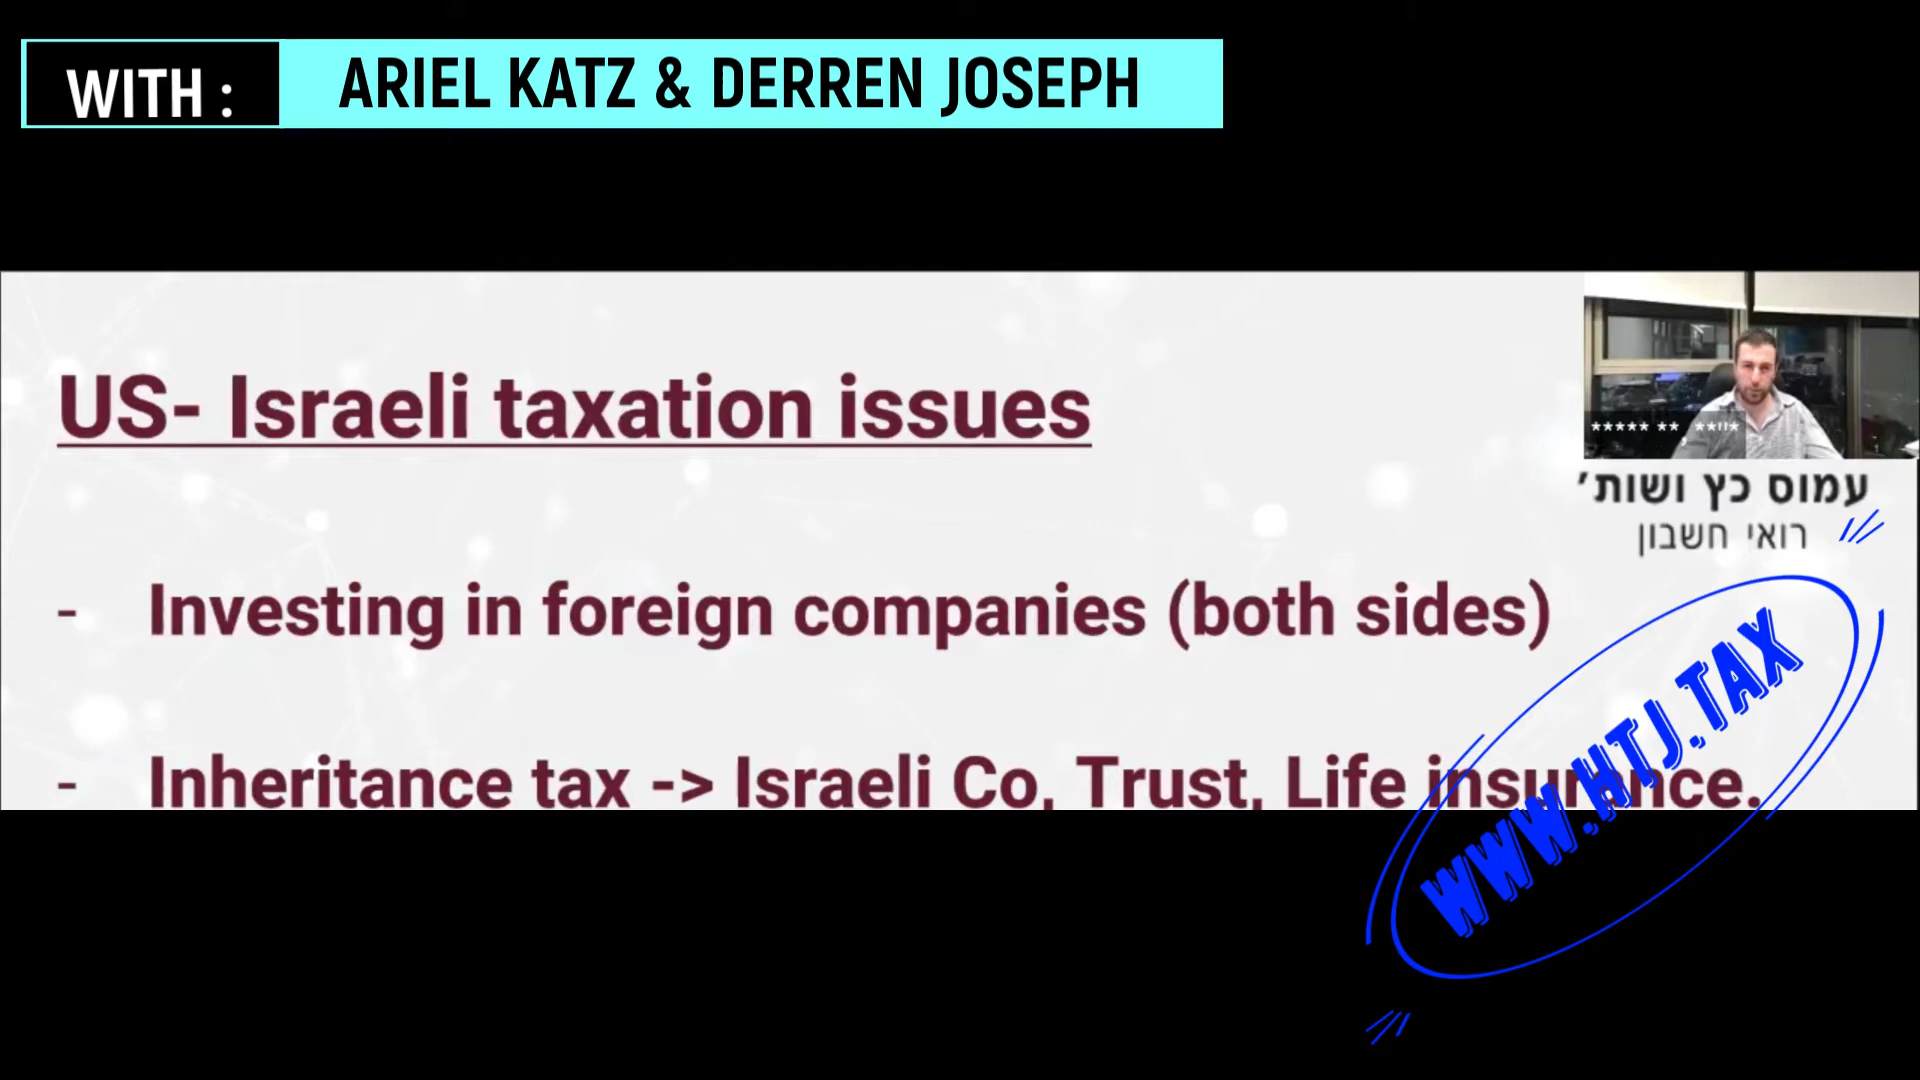 WITH :
ARIEL KATZ & DERREN JOSEPH
US- Israeli taxation issues
***** **, **"*
עמוס כץ ושות'
רואי חשבון
- Investing in foreign companies (both sides)
- Inheritance tax -> Israeli Co, Trust, Life insurance.
WWW.HTJ.TAX